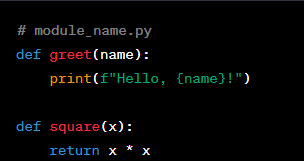 # module_name.py
def greet(name):
    print(f"Hello, {name}!")

def square(x):
    return x * x